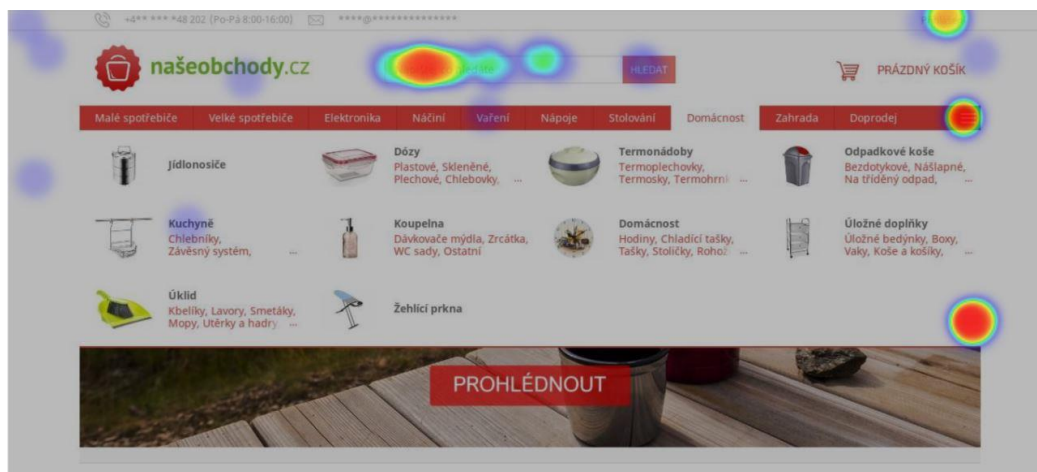 +4** *** *48 202 (Po-Pá 8:00-16:00) ****@**************
našeobchody.cz
HLEDAT
PRÁZDNÝ KOŠÍK
Malé spotřebiče Velké spotřebiče Elektronika Náčiní Vaření Nápoje Stolování Domácnost Zahrada Doprodej
Jídlonosiče
Dózy
Plastové, Skleněné,
Plechové, Chlebovky, ...
Termonádoby
Termoplechovky,
Termosky, Termohrn ...
Odpadkové koše
Bezdotykové, Nášlapné,
Na tříděný odpad, ...
Kuchyně
Chlebníky,
Závěsný systém, ...
Koupelna
Dávkovače mýdla, Zrcátka,
WC sady, Ostatní
Domácnost
Hodiny, Chladící tašky,
Tašky, Stoličky, Rohož ...
Úložné doplňky
Úložné bedýnky, Boxy,
Vaky, Koše a košíky, ...
Úklid
Kbelíky, Lavory, Smetáky,
Mopy, Utěrky a hadry ...
Žehlící prkna
PROHLÉDNOUT